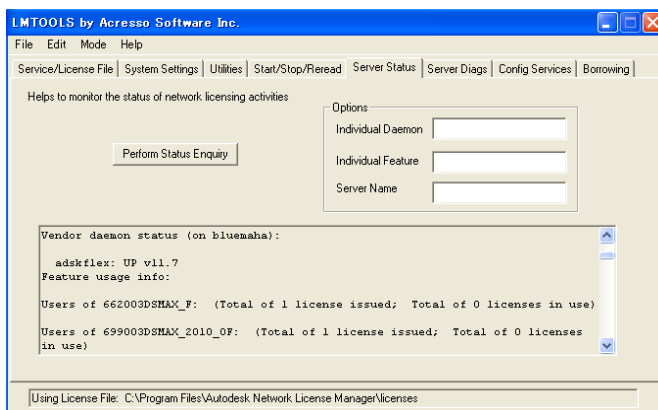 LMTOOLS by Acresso Software Inc.
File Edit Mode Help
Service/License File System Settings Utilities Start/Stop/Reread Server Status Server Diags Config Services Borrowing
Helps to monitor the status of network licensing activities
Options
Individual Daemon
Perform Status Enquiry
Individual Feature
Server Name
Vendor daemon status (on bluemaha):
adskflex: UP v11.7
Feature usage info:
Users of 662003DSMAX_F: (Total of 1 license issued; Total of 0 licenses in use)
Users of 699003DSMAX_2010_0F: (Total of 1 license issued; Total of 0 licenses
in use)
Using License File: C:\Program Files\Autodesk Network License Manager\licenses